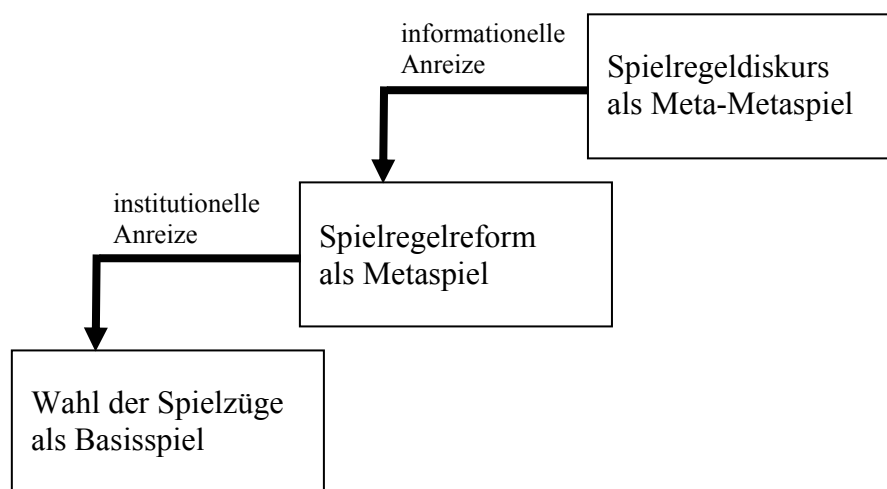 informationelle
Anreize
Spielregeldiskurs
als Meta-Metaspiel
institutionelle
Anreize
Spielregelreform
als Metaspiel
Wahl der Spielzüge
als Basisspiel